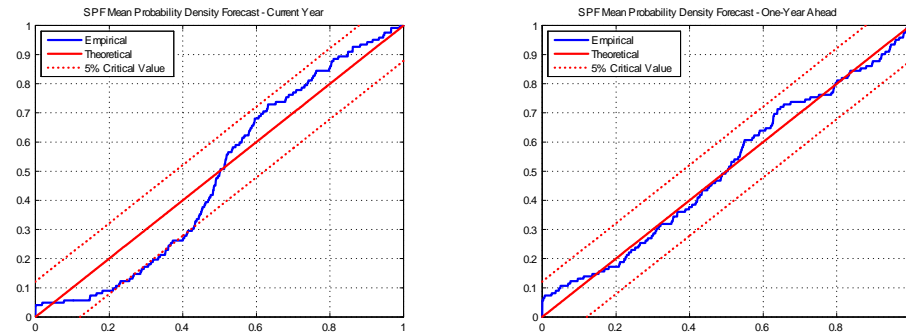 SPF Mean Probability Density Forecast - Current Year
Empirical
Theoretical
5% Critical Value
1
0.9
0.8
0.7
0.6
0.5
0.4
0.3
0.2
0.1
0
0 0.2 0.4 0.6 0.8 1
SPF Mean Probability Density Forecast - One-Year Ahead
Empirical
Theoretical
5% Critical Value
1
0.9
0.8
0.7
0.6
0.5
0.4
0.3
0.2
0.1
0
0 0.2 0.4 0.6 0.8